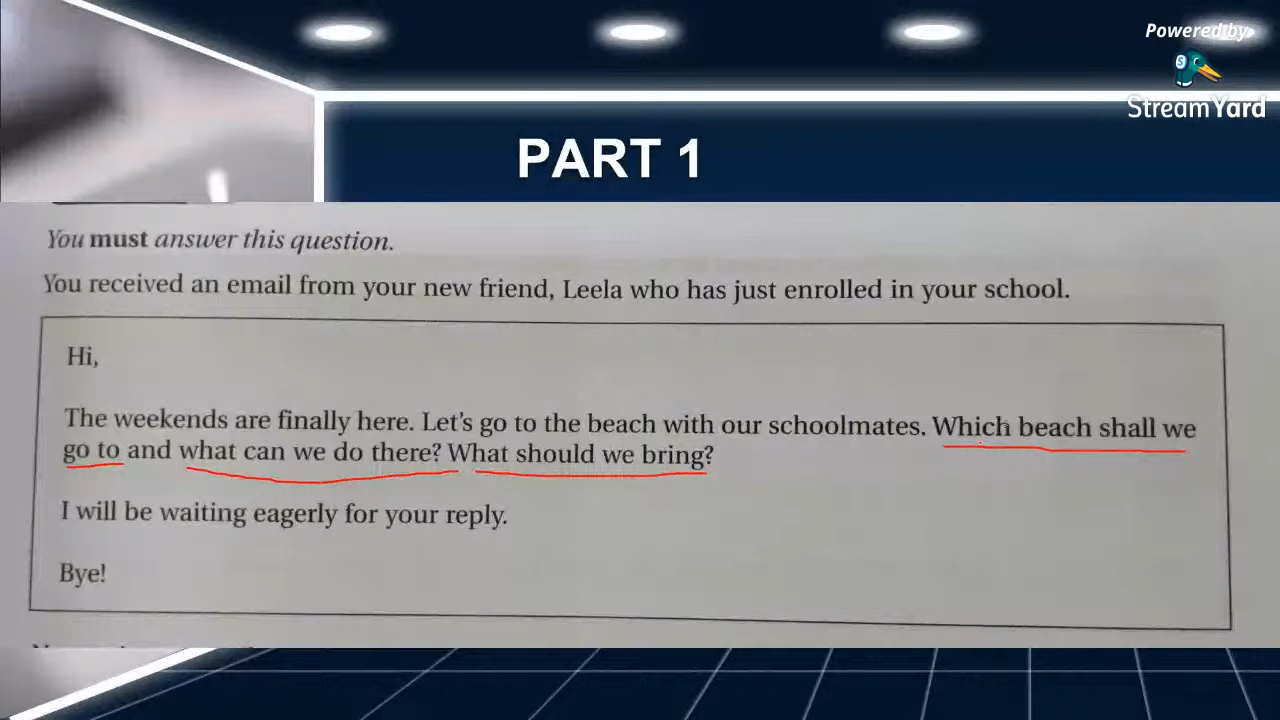 Powered by
StreamYard
PART 1
You must answer this question.
You received an email from your new friend, Leela who has just enrolled in your school.
Hi,
The weekends are finally here. Let's go to the beach with our schoolmates. Which beach shall we
go to and what can we do there? What should we bring?
I will be waiting eagerly for your reply.
Bye!